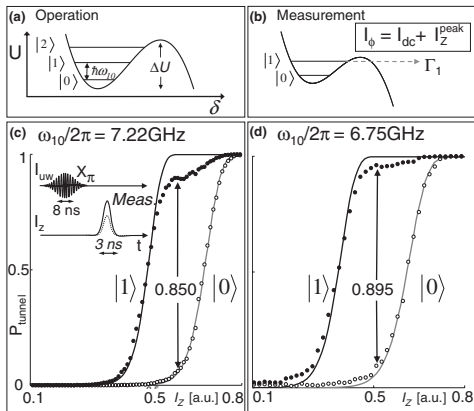 (a) Operation
U
|2⟩
|1⟩
|0⟩
ħω10
ΔU
δ
(b) Measurement
Iϕ = Idc + IZ^peak
|1⟩
|0⟩
Γ1
(c) ω10/2π = 7.22GHz
Iuw
Xπ
8 ns
Meas.
Iz
3 ns
t
1
0.5
0
Ptunnel
|1⟩
0.850
|0⟩
0.1 0.5 IZ [a.u.] 0.8
(d) ω10/2π = 6.75GHz
|1⟩
0.895
|0⟩
0.1 0.5 IZ [a.u.] 0.8